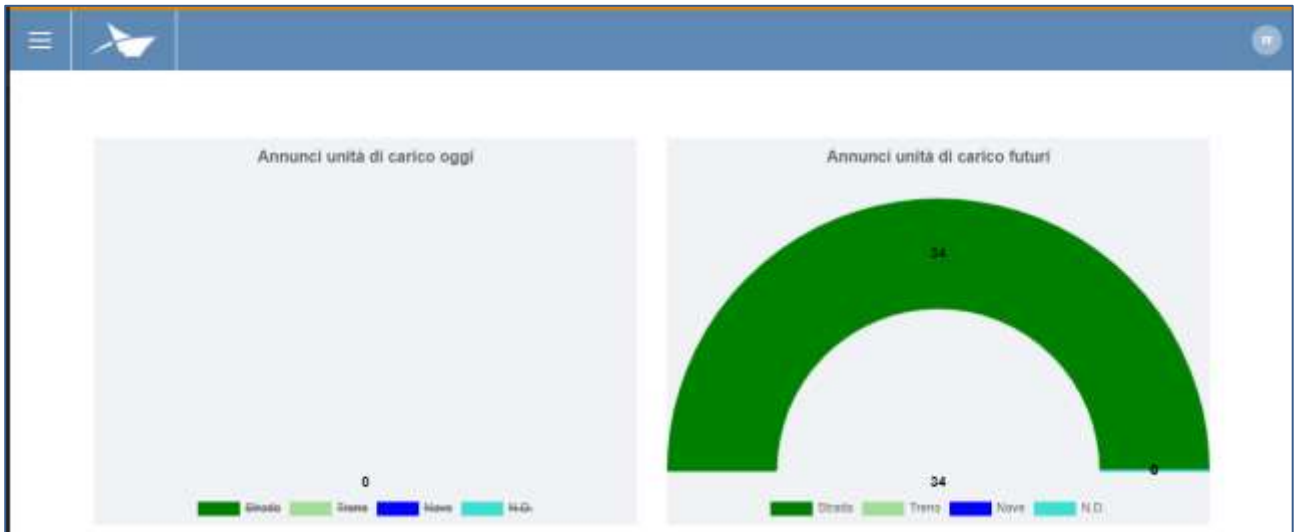 Annunci unità di carico oggi
0
Strada Treno Nave N.D.
Annunci unità di carico futuri
34
0
34
Strada Treno Nave N.D.